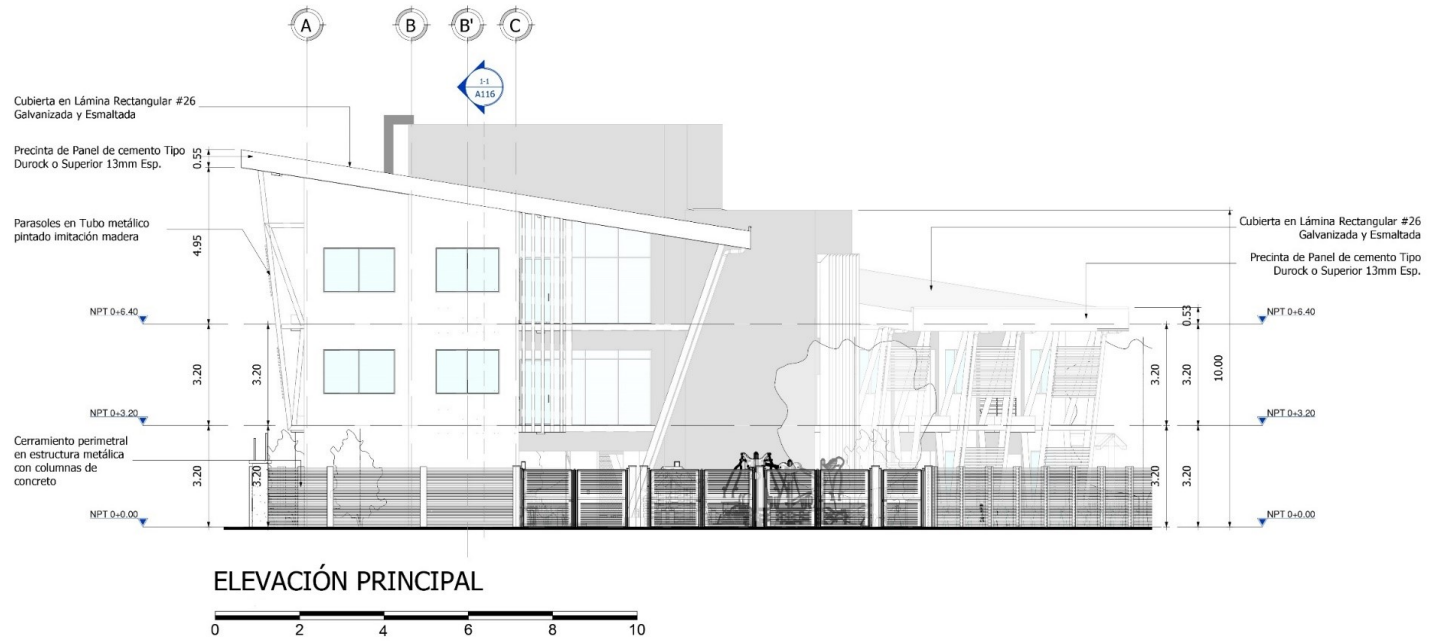 A
B
B'
C
1-1
A116
Cubierta en Lámina Rectangular #26
Galvanizada y Esmaltada
Precinta de Panel de cemento Tipo
Durock o Superior 13mm Esp.
0.55
Parasoles en Tubo metálico
pintado imitación madera
4.95
Cubierta en Lámina Rectangular #26
Galvanizada y Esmaltada
Precinta de Panel de cemento Tipo
Durock o Superior 13mm Esp.
NPT 0+6.40
0.53
NPT 0+6.40
3.20
3.20
3.20
3.20
10.00
NPT 0+3.20
NPT 0+3.20
Cerramiento perimetral
en estructura metálica
con columnas de
concreto
3.20
3.20
3.20
3.20
NPT 0+0.00
NPT 0+0.00
ELEVACIÓN PRINCIPAL
0 2 4 6 8 10